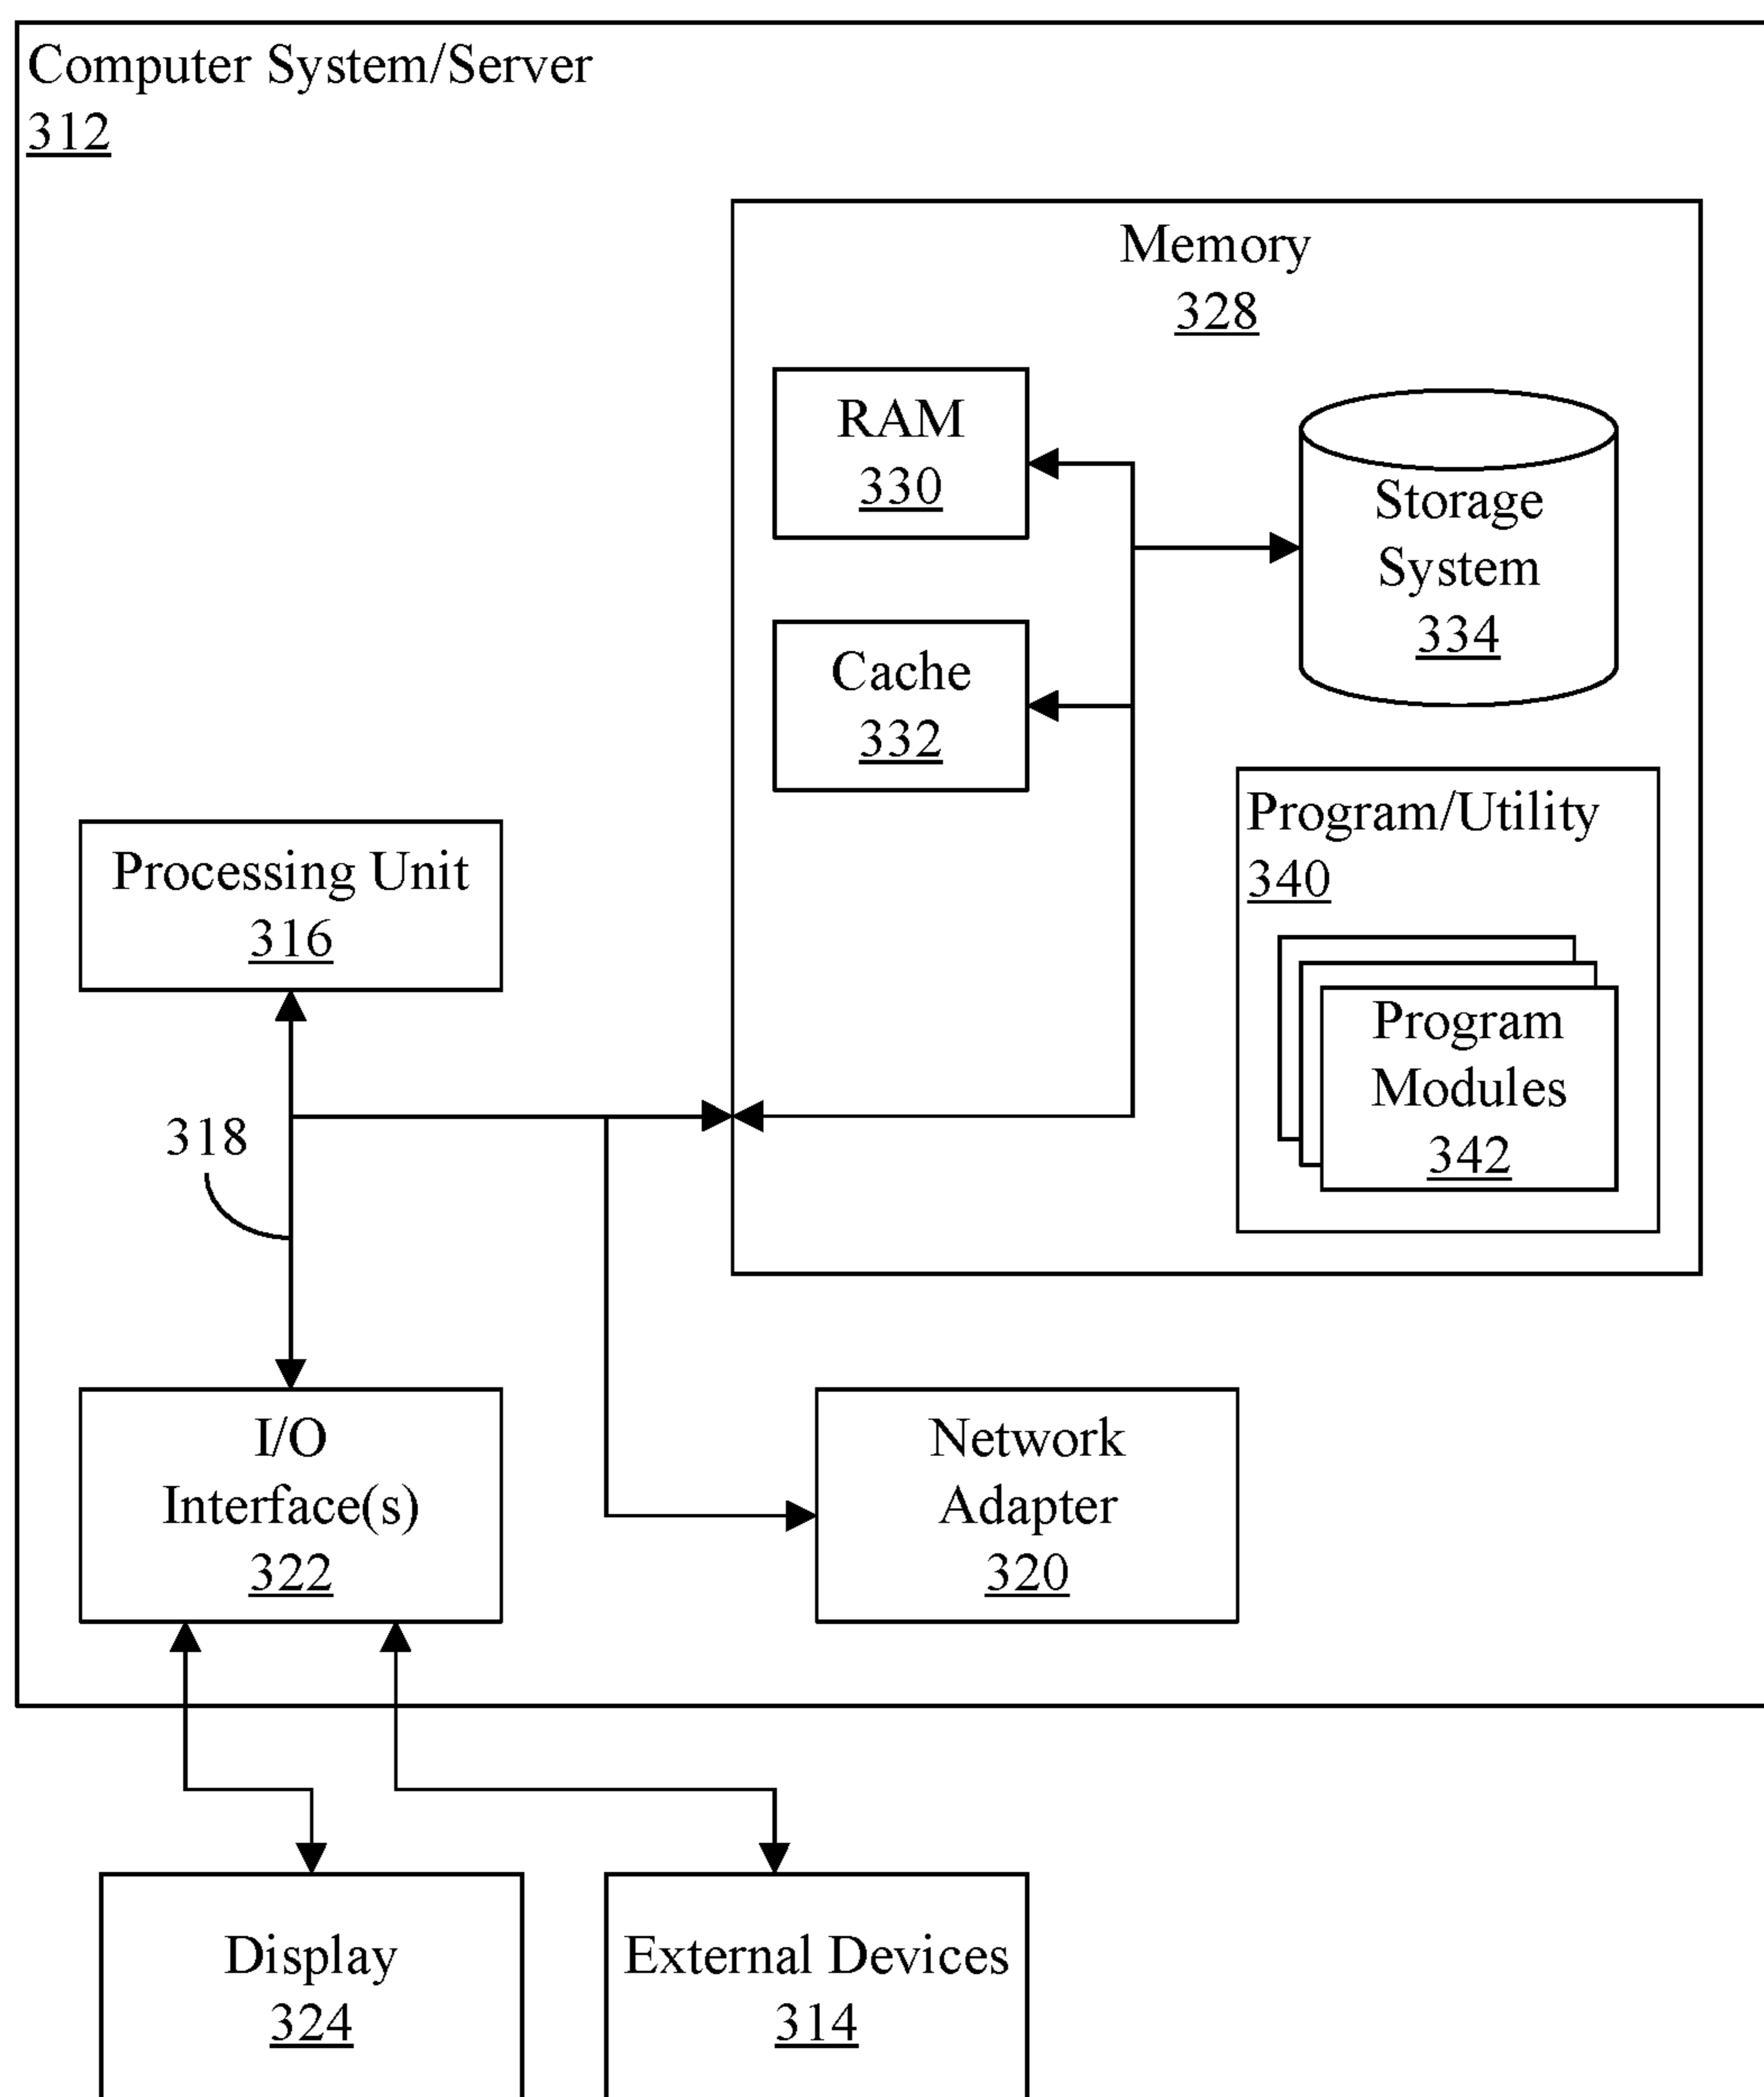 Computer System/Server
312
Memory
328
RAM
330
Storage
System
334
Cache
332
Program/Utility
340
Processing Unit
316
Program
Modules
342
318
I/O
Interface(s)
322
Network
Adapter
320
Display
324
External Devices
314